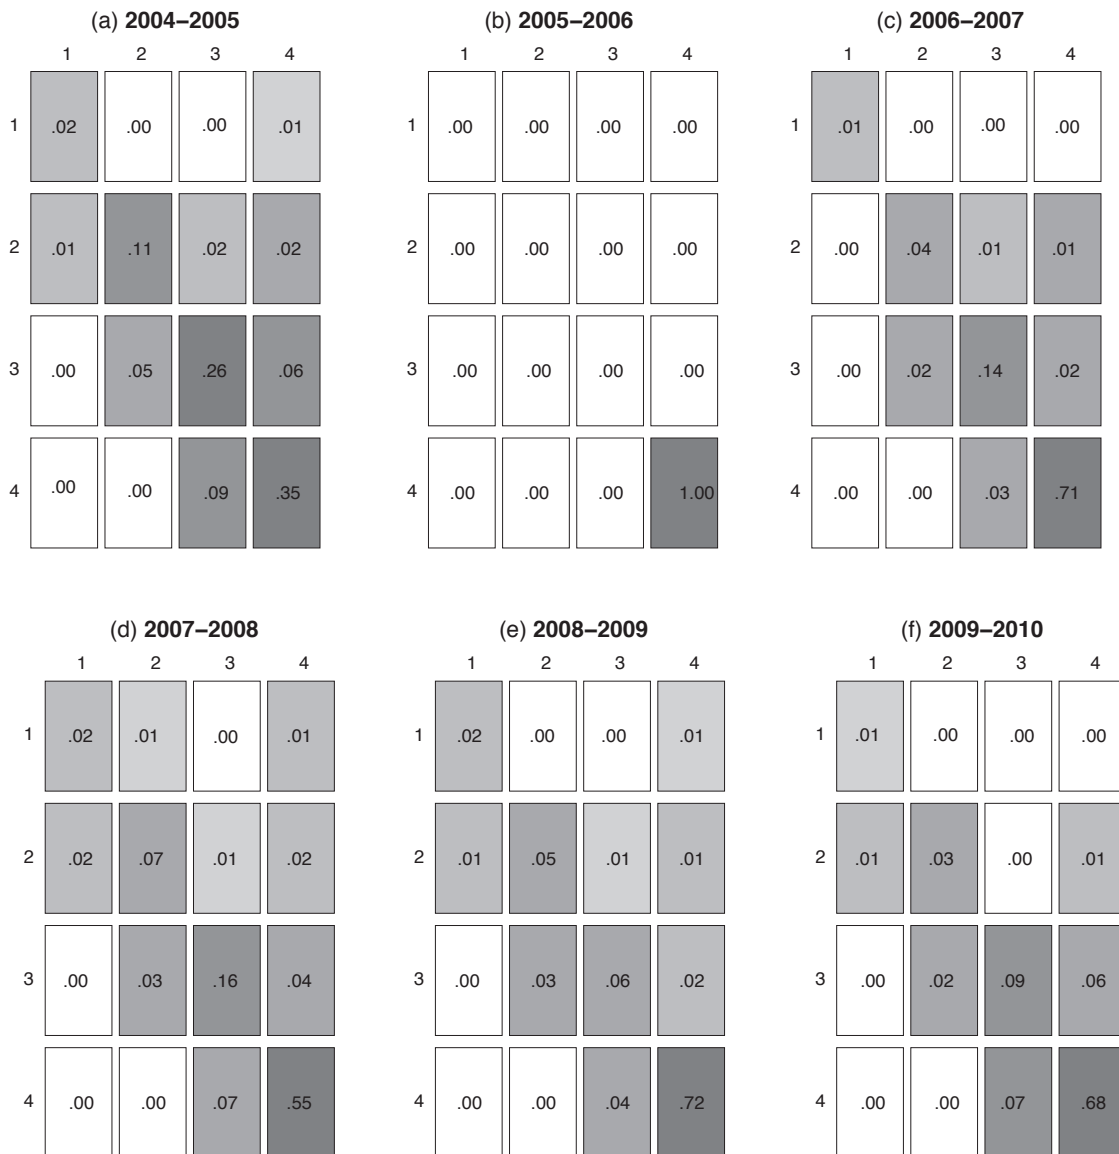 (a) 2004–2005 (b) 2005–2006 (c) 2006–2007
1 2 3 4 1 2 3 4 1 2 3 4
1 .02 .00 .00 .01 1 .00 .00 .00 .00 1 .01 .00 .00 .00
2 .01 .11 .02 .02 2 .00 .00 .00 .00 2 .00 .04 .01 .01
3 .00 .05 .26 .06 3 .00 .00 .00 .00 3 .00 .02 .14 .02
4 .00 .00 .09 .35 4 .00 .00 .00 1.00 4 .00 .00 .03 .71
(d) 2007–2008 (e) 2008–2009 (f) 2009–2010
1 2 3 4 1 2 3 4 1 2 3 4
1 .02 .01 .00 .01 1 .02 .00 .00 .01 1 .01 .00 .00 .00
2 .02 .07 .01 .02 2 .01 .05 .01 .01 2 .01 .03 .00 .01
3 .00 .03 .16 .04 3 .00 .03 .06 .02 3 .00 .02 .09 .06
4 .00 .00 .07 .55 4 .00 .00 .04 .72 4 .00 .00 .07 .68